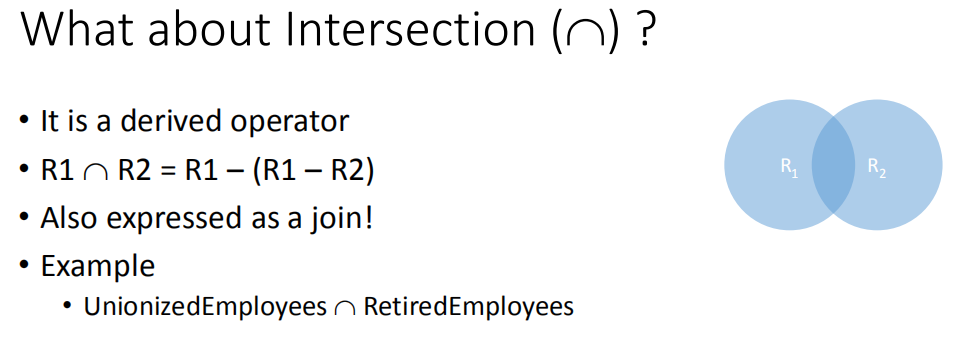 What about Intersection (∩) ?
• It is a derived operator
• R1 ∩ R2 = R1 – (R1 – R2)
• Also expressed as a join!
• Example
• UnionizedEmployees ∩ RetiredEmployees
R₁ R₂